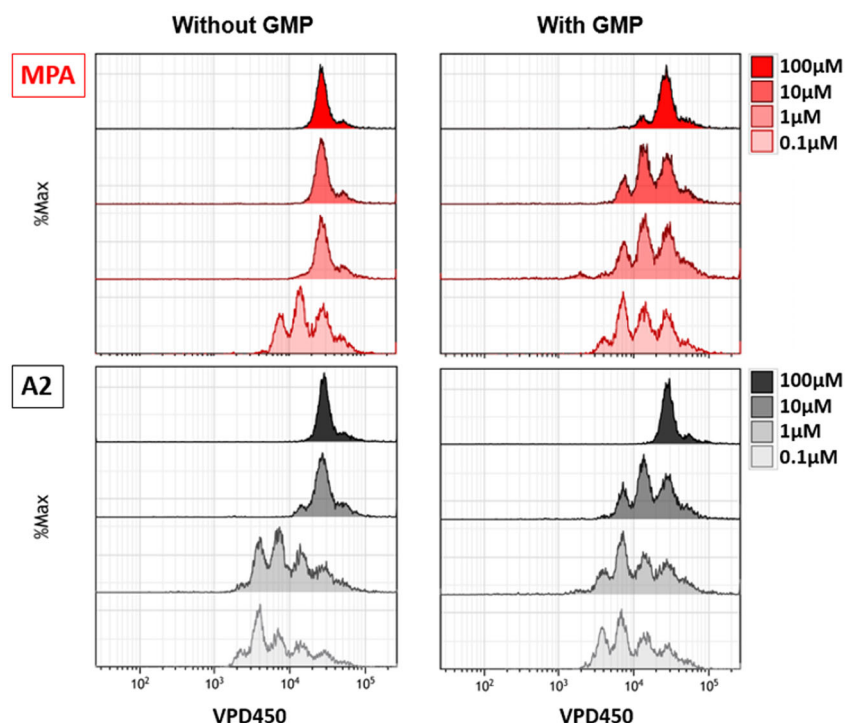 Without GMP
With GMP
MPA
100µM
10µM
1µM
0.1µM
%Max
A2
100µM
10µM
1µM
0.1µM
%Max
10² 10³ 10⁴ 10⁵
10² 10³ 10⁴ 10⁵
VPD450
VPD450